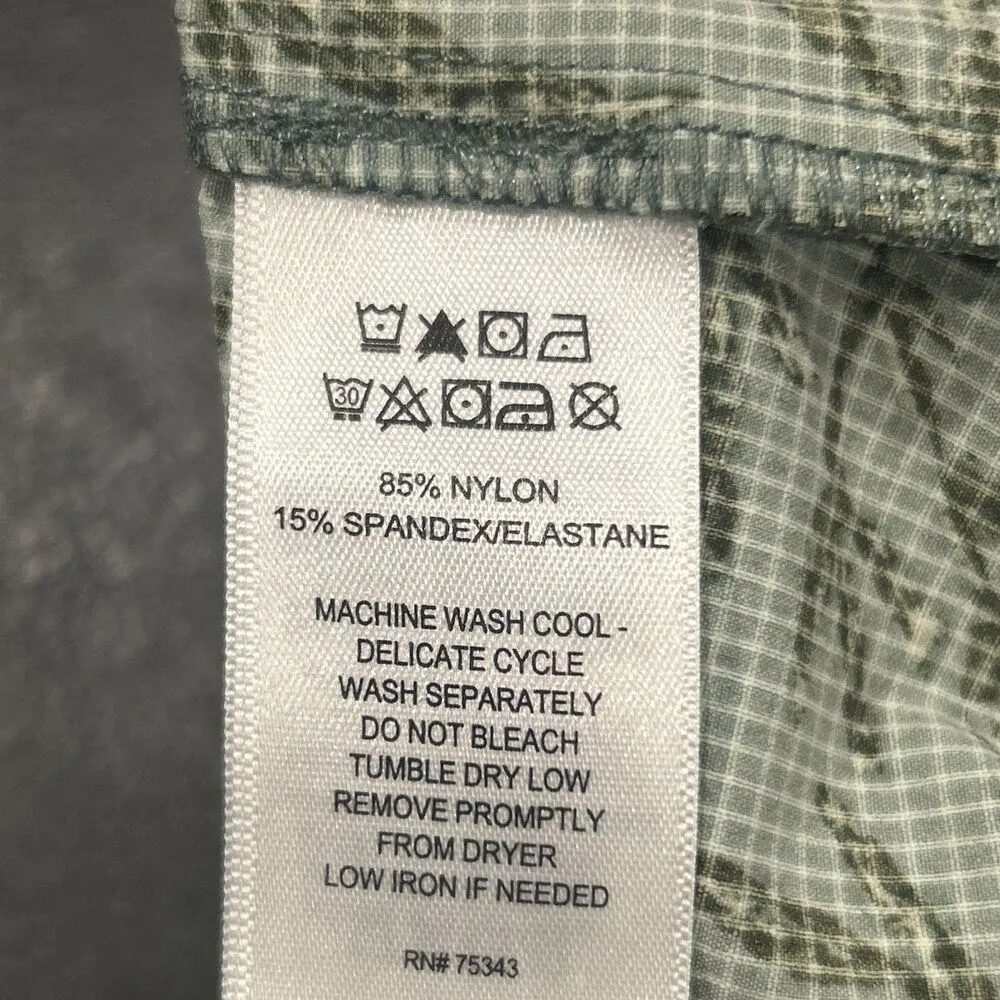 30
85% NYLON
15% SPANDEX/ELASTANE
MACHINE WASH COOL -
DELICATE CYCLE
WASH SEPARATELY
DO NOT BLEACH
TUMBLE DRY LOW
REMOVE PROMPTLY
FROM DRYER
LOW IRON IF NEEDED
RN# 75343